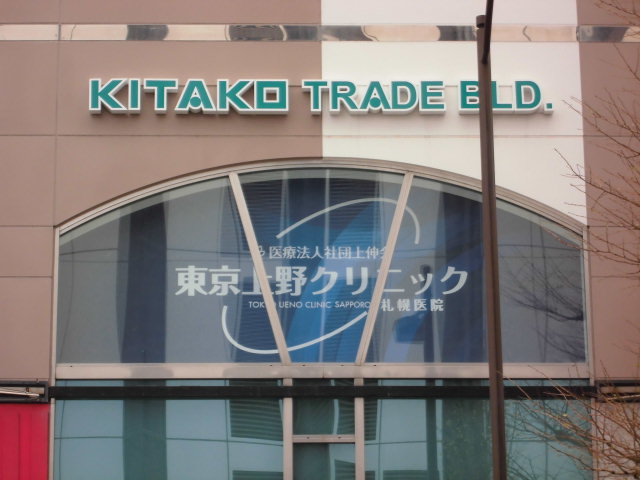 KITAKO TRADE BLD.
医療法人社団上伸会
東京上野クリニック
TOKYO UENO CLINIC SAPPORO 札幌医院